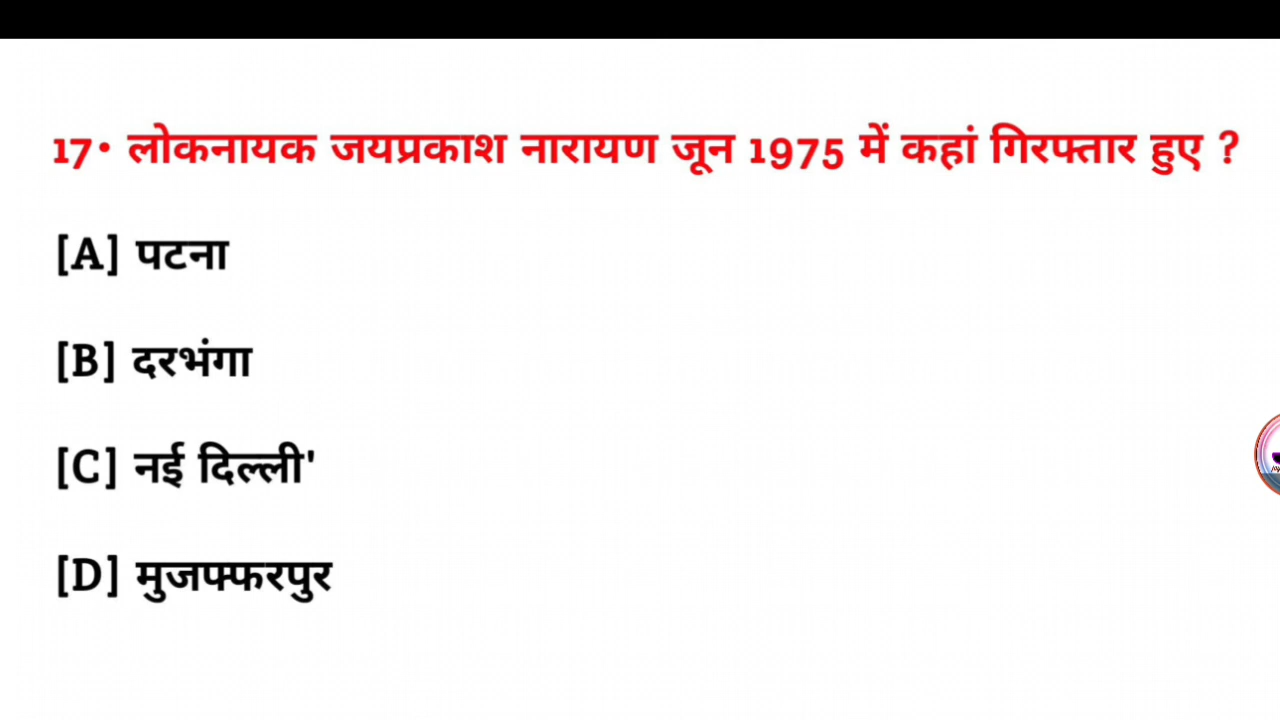 17• लोकनायक जयप्रकाश नारायण जून 1975 में कहां गिरफ्तार हुए ?
[A] पटना
[B] दरभंगा
[C] नई दिल्ली'
[D] मुजफ्फरपुर